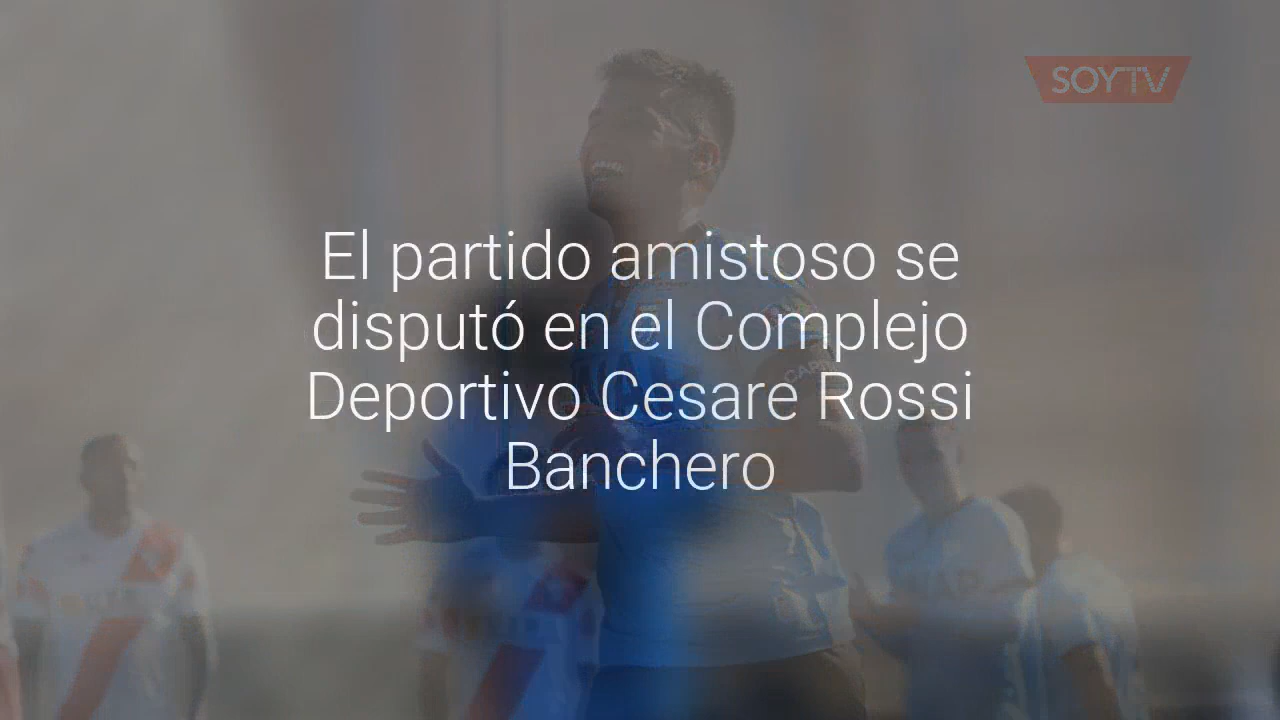 SOYTV
El partido amistoso se
disputó en el Complejo
Deportivo Cesare Rossi
Banchero